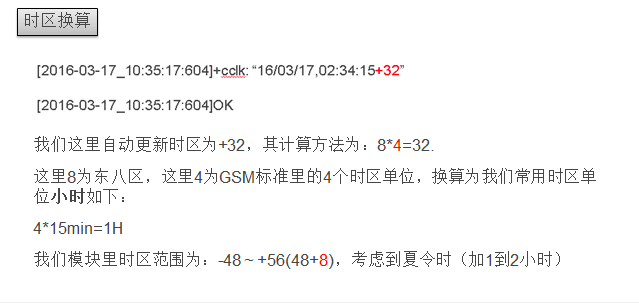 时区换算
[2016-03-17_10:35:17:604]+cclk: “16/03/17,02:34:15+32”
[2016-03-17_10:35:17:604]OK
我们这里自动更新时区为+32，其计算方法为：8*4=32.
这里8为东八区，这里4为GSM标准里的4个时区单位，换算为我们常用时区单
位小时如下：
4*15min=1H
我们模块里时区范围为：-48～+56(48+8)，考虑到夏令时（加1到2小时）